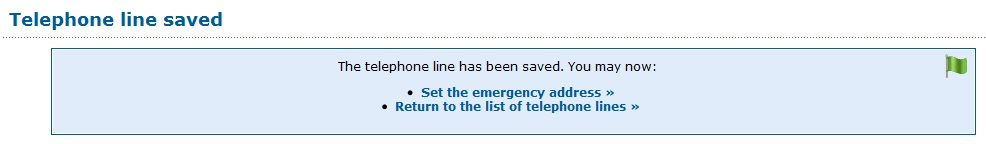 Telephone line saved
The telephone line has been saved. You may now:
• Set the emergency address »
• Return to the list of telephone lines »